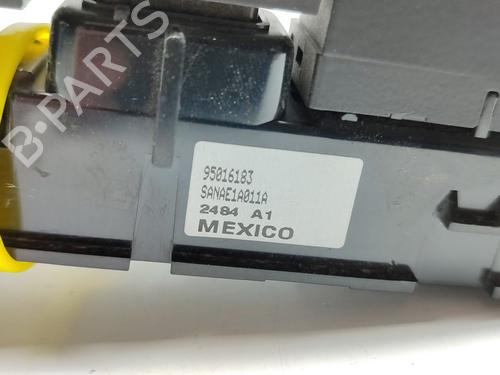 B-PARTS
95016183
SANAE1A011A
2484 A1
MEXICO